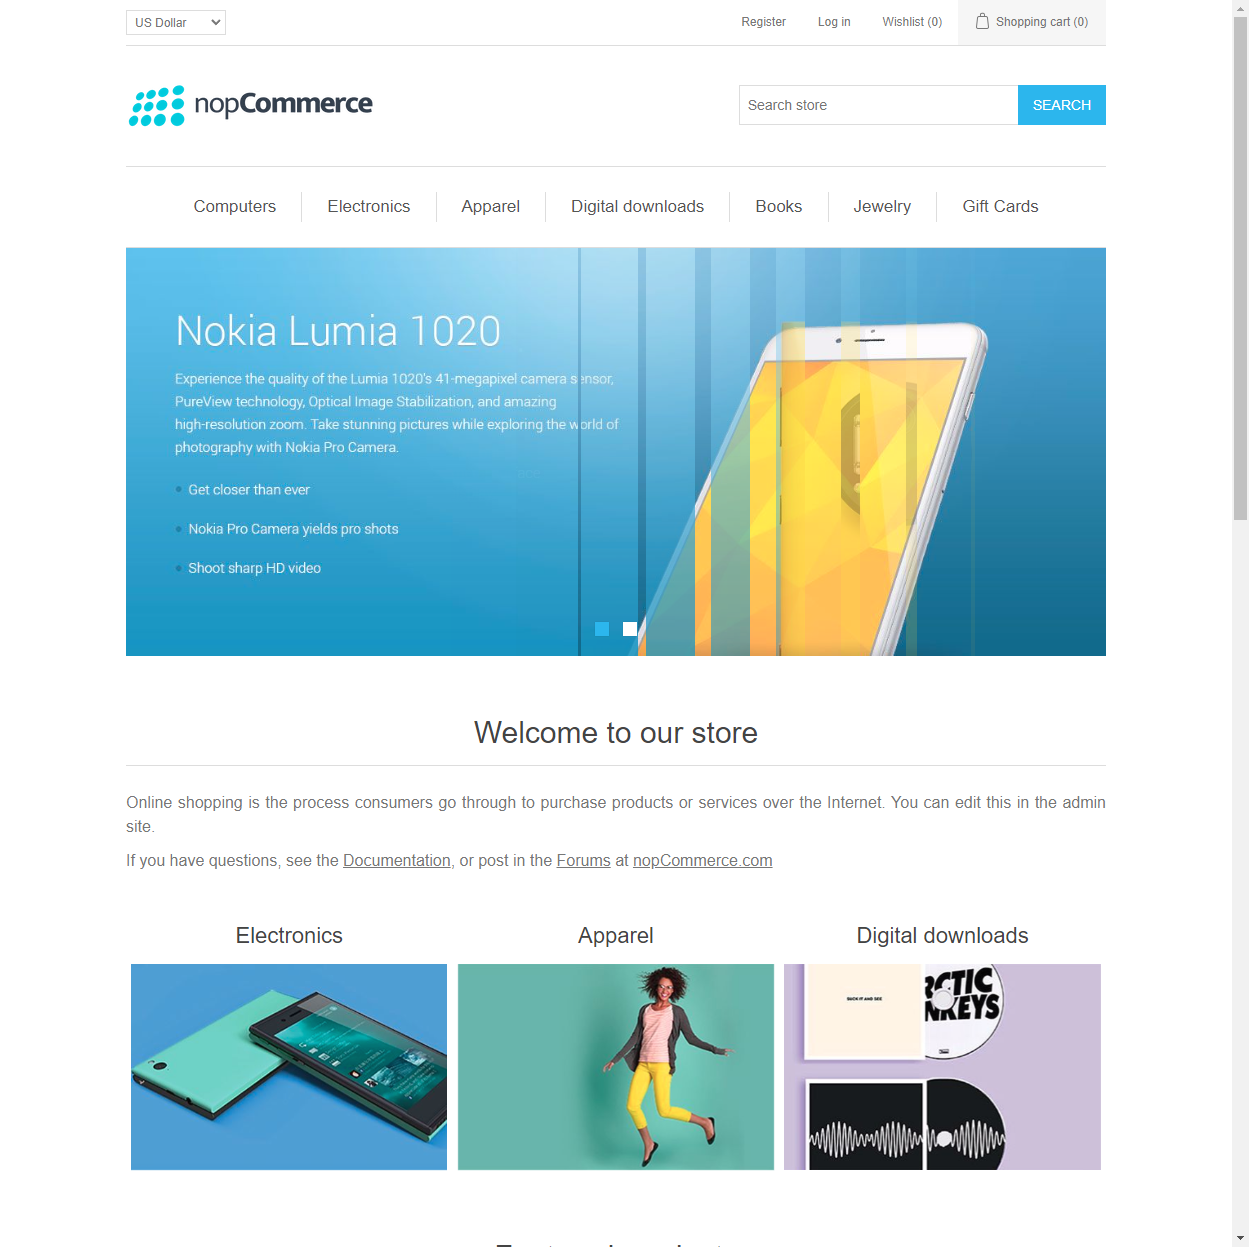 US Dollar
Register
Log in
Wishlist (0)
Shopping cart (0)
nopCommerce
Search store
SEARCH
Computers
Electronics
Apparel
Digital downloads
Books
Jewelry
Gift Cards
Nokia Lumia 1020
Experience the quality of the Lumia 1020's 41-megapixel camera sensor,
PureView technology, Optical Image Stabilization, and amazing
high-resolution zoom. Take stunning pictures while exploring the world of
photography with Nokia Pro Camera.
Get closer than ever
Nokia Pro Camera yields pro shots
Shoot sharp HD video
Welcome to our store
Online shopping is the process consumers go through to purchase products or services over the Internet. You can edit this in the admin
site.
If you have questions, see the Documentation, or post in the Forums at nopCommerce.com
Electronics
Apparel
Digital downloads
SUCK IT AND SEE